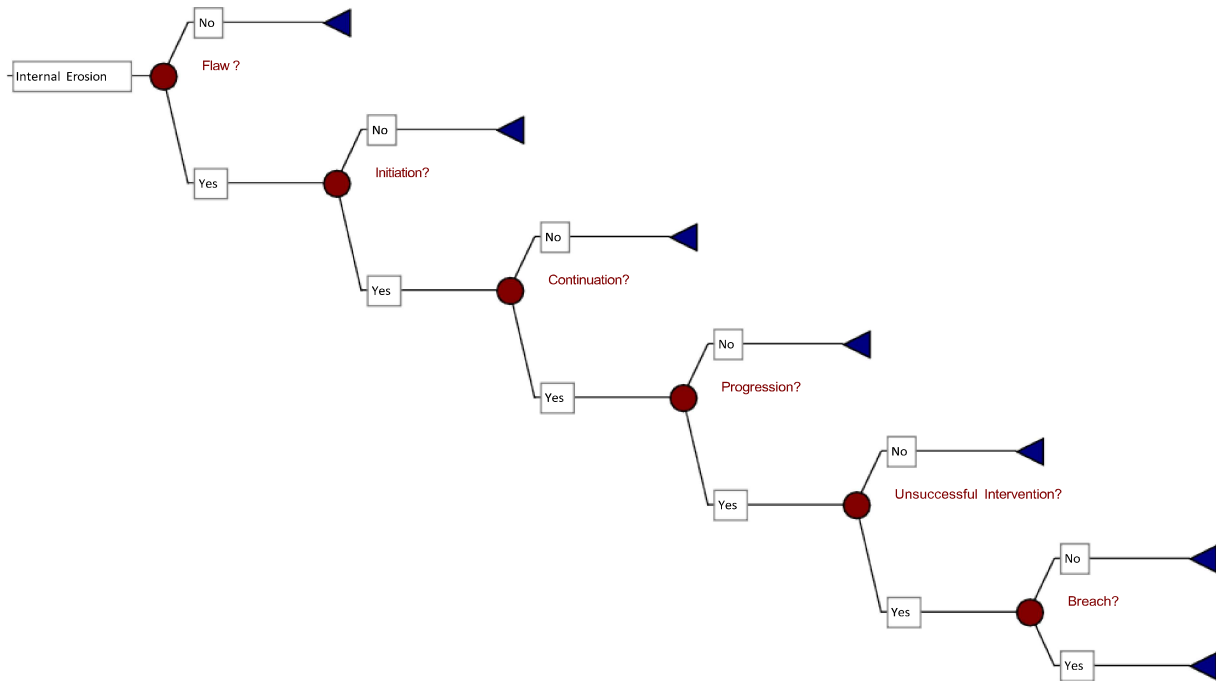 No
Flaw ?
Internal Erosion
No
Initiation?
Yes
No
Continuation?
Yes
No
Progression?
Yes
No
Unsuccessful Intervention?
Yes
No
Breach?
Yes
Yes